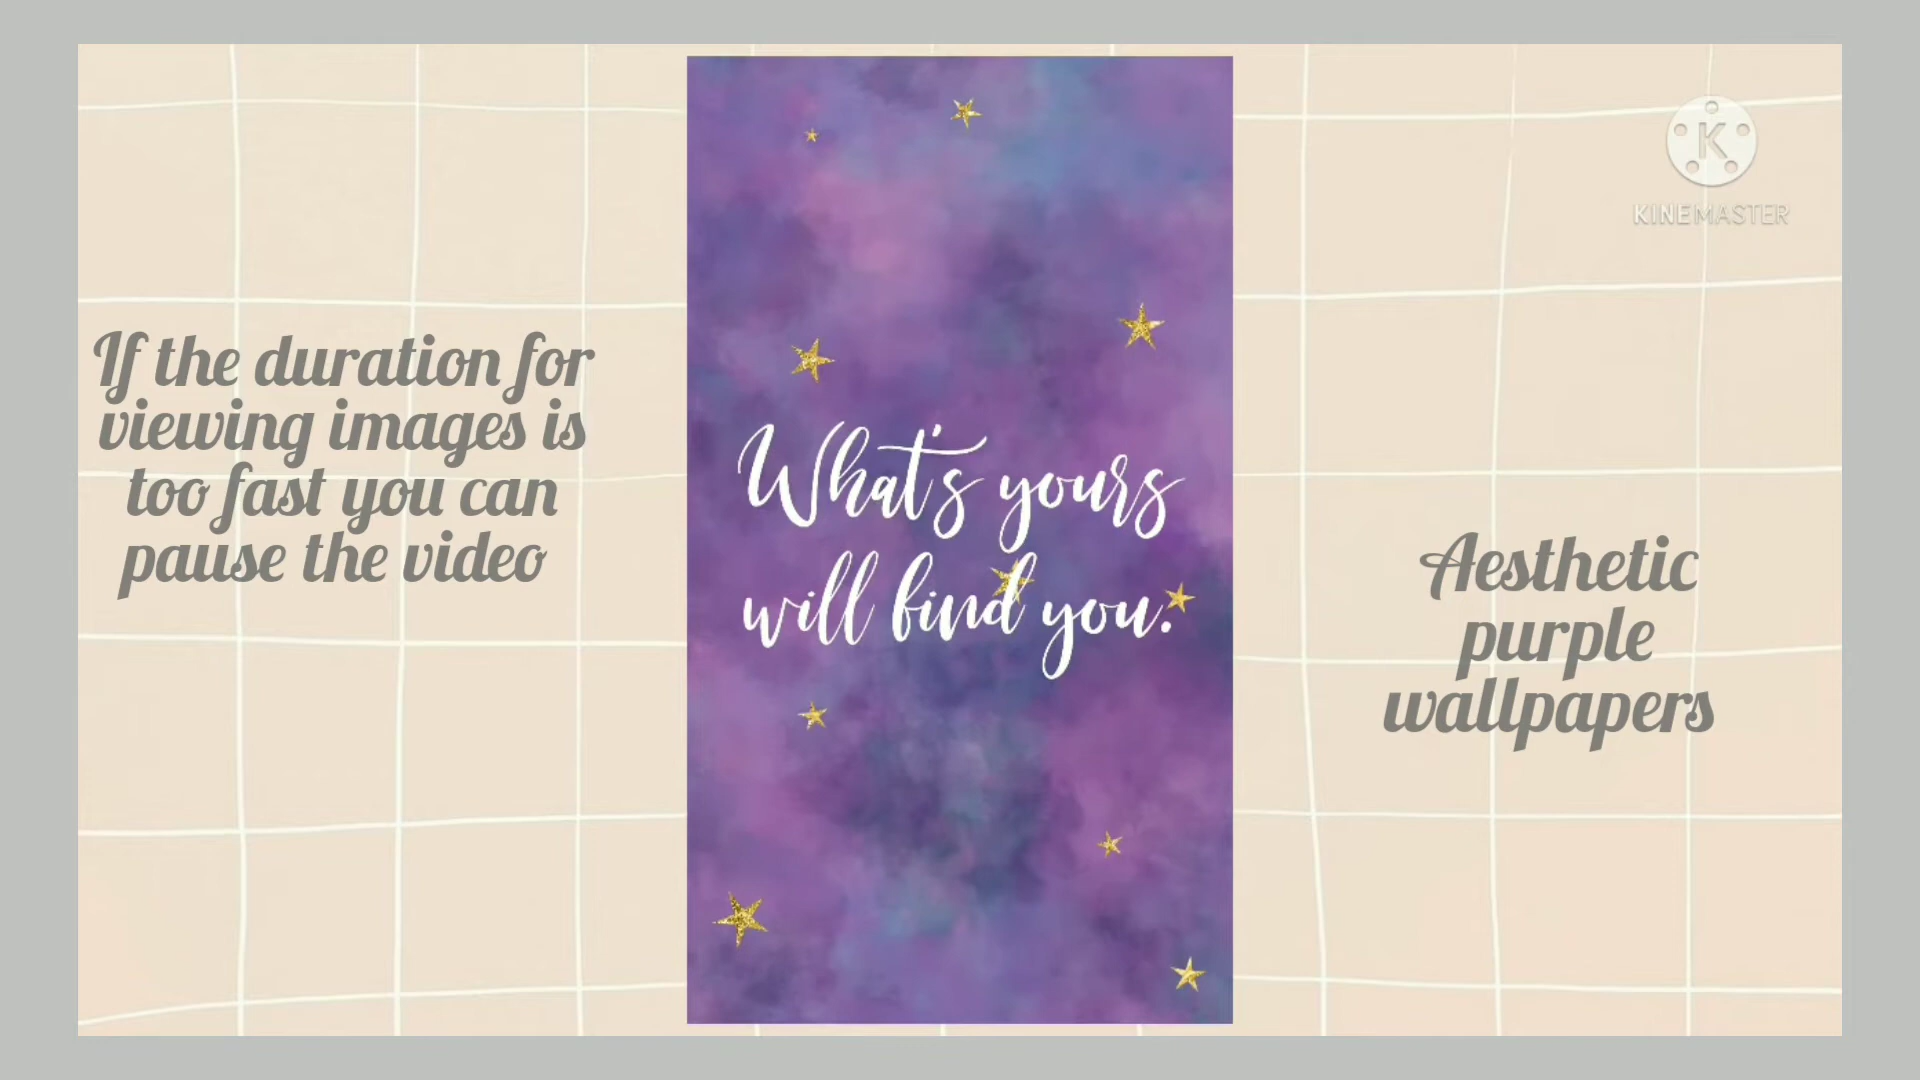 If the duration for
viewing images is
too fast you can
pause the video
What's yours
will find you.
K
KINEMASTER
Aesthetic
purple
wallpapers